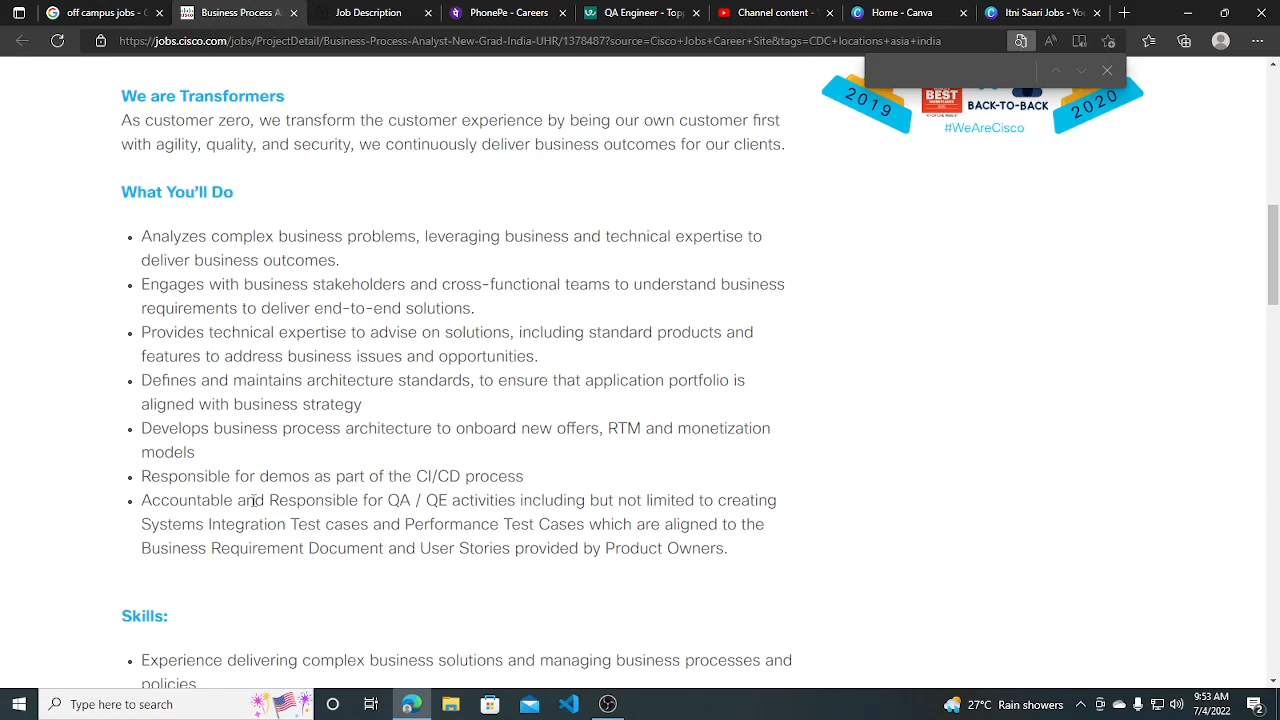 off campus jobs - G
Business Process A
Job Description
PhonePe - Careers
QA Engineer - Topp
Channel content -
Home - Canva
Itni Sari Jobs - You
https://jobs.cisco.com/jobs/ProjectDetail/Business-Process-Analyst-New-Grad-India-UHR/1378487?source=Cisco+Jobs+Career+Site&tags=CDC+locations+asia+india
2019
BEST
BACK-TO-BACK
2020
#WeAreCisco
We are Transformers
As customer zero, we transform the customer experience by being our own customer first
with agility, quality, and security, we continuously deliver business outcomes for our clients.
What You'll Do
• Analyzes complex business problems, leveraging business and technical expertise to
deliver business outcomes.
• Engages with business stakeholders and cross-functional teams to understand business
requirements to deliver end-to-end solutions.
• Provides technical expertise to advise on solutions, including standard products and
features to address business issues and opportunities.
• Defines and maintains architecture standards, to ensure that application portfolio is
aligned with business strategy
• Develops business process architecture to onboard new offers, RTM and monetization
models
• Responsible for demos as part of the CI/CD process
• Accountable and Responsible for QA / QE activities including but not limited to creating
Systems Integration Test cases and Performance Test Cases which are aligned to the
Business Requirement Document and User Stories provided by Product Owners.
Skills:
• Experience delivering complex business solutions and managing business processes and
policies
Type here to search
27°C Rain showers
9:53 AM
7/4/2022